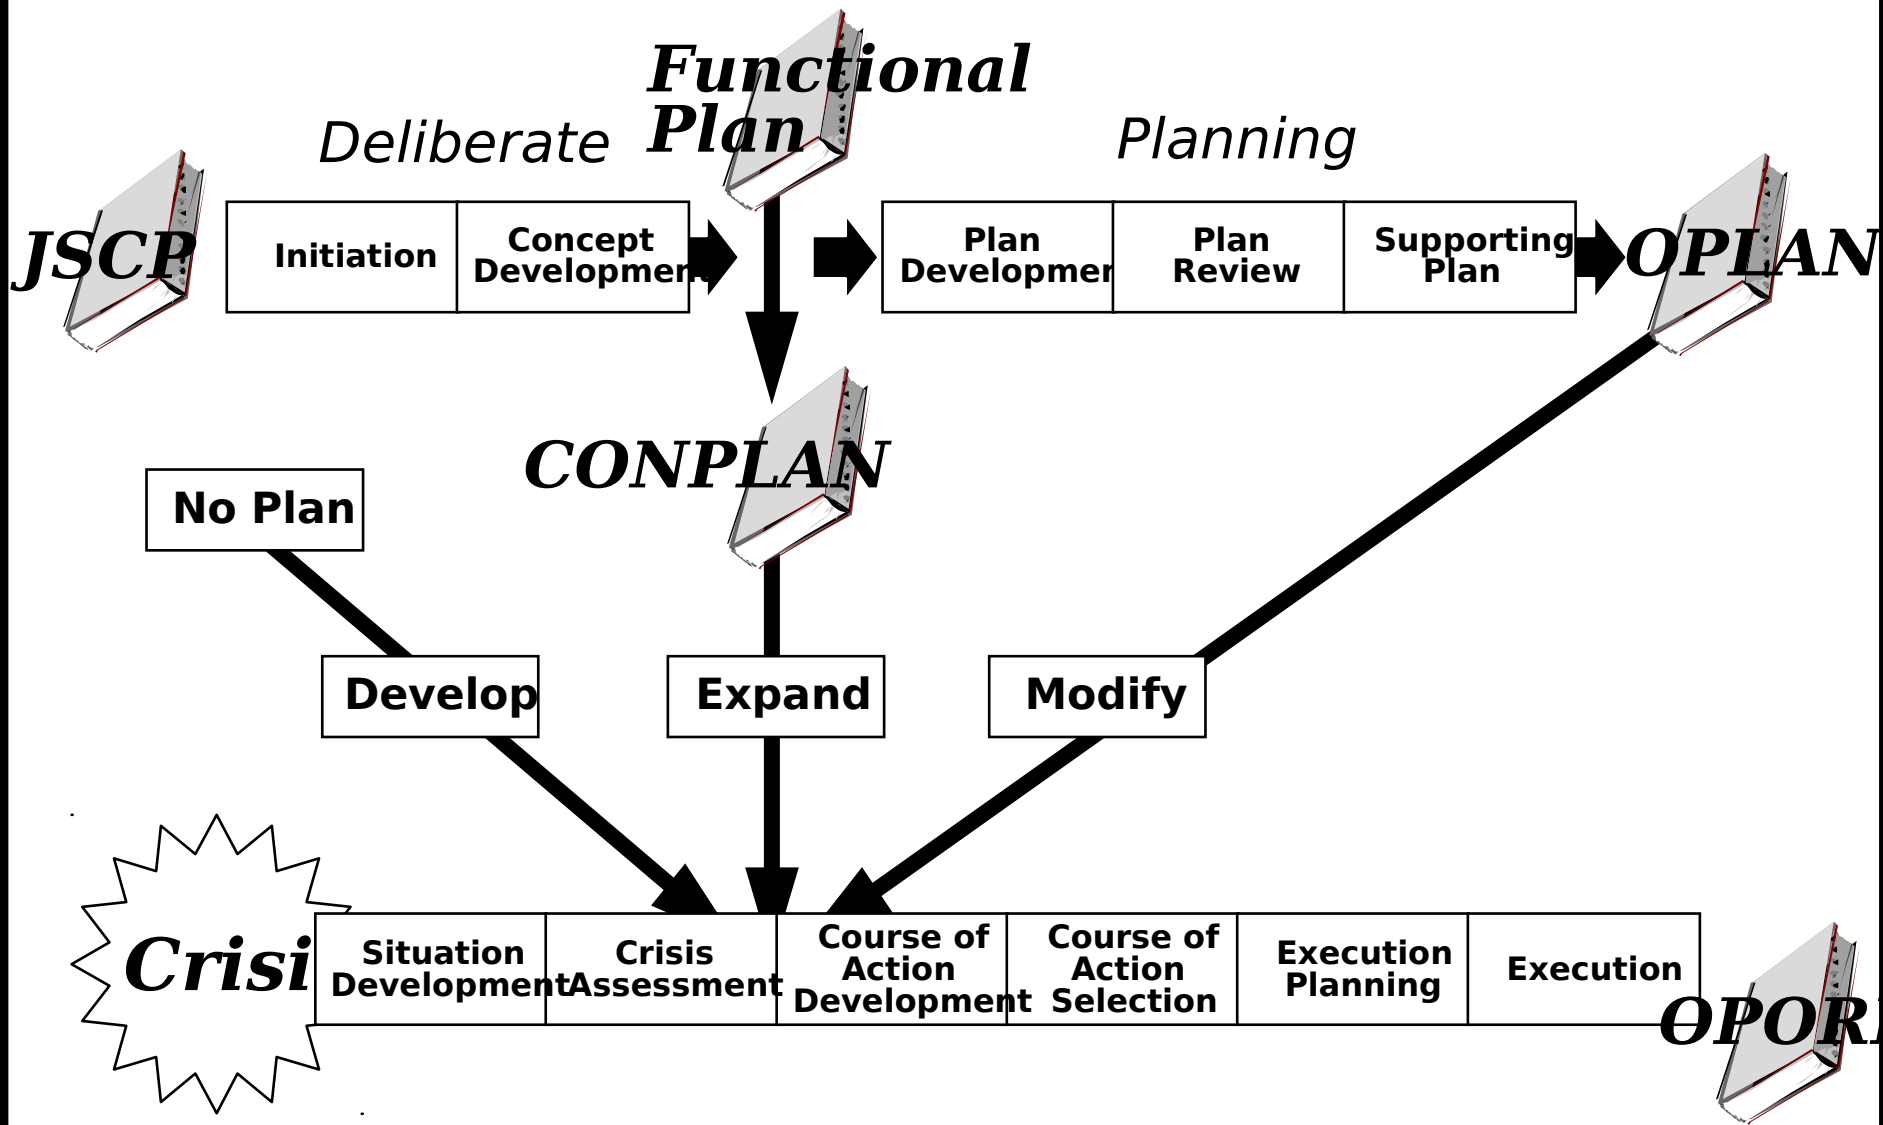 Functional
Plan
Deliberate
Planning
JSCP
Initiation
Concept
Development
Plan
Developmen
Plan
Review
Supporting
Plan
OPLAN
CONPLAN
No Plan
Develop
Expand
Modify
Crisi
Situation
Development
Crisis
Assessment
Course of
Action
Development
Course of
Action
Selection
Execution
Planning
Execution
OPOR